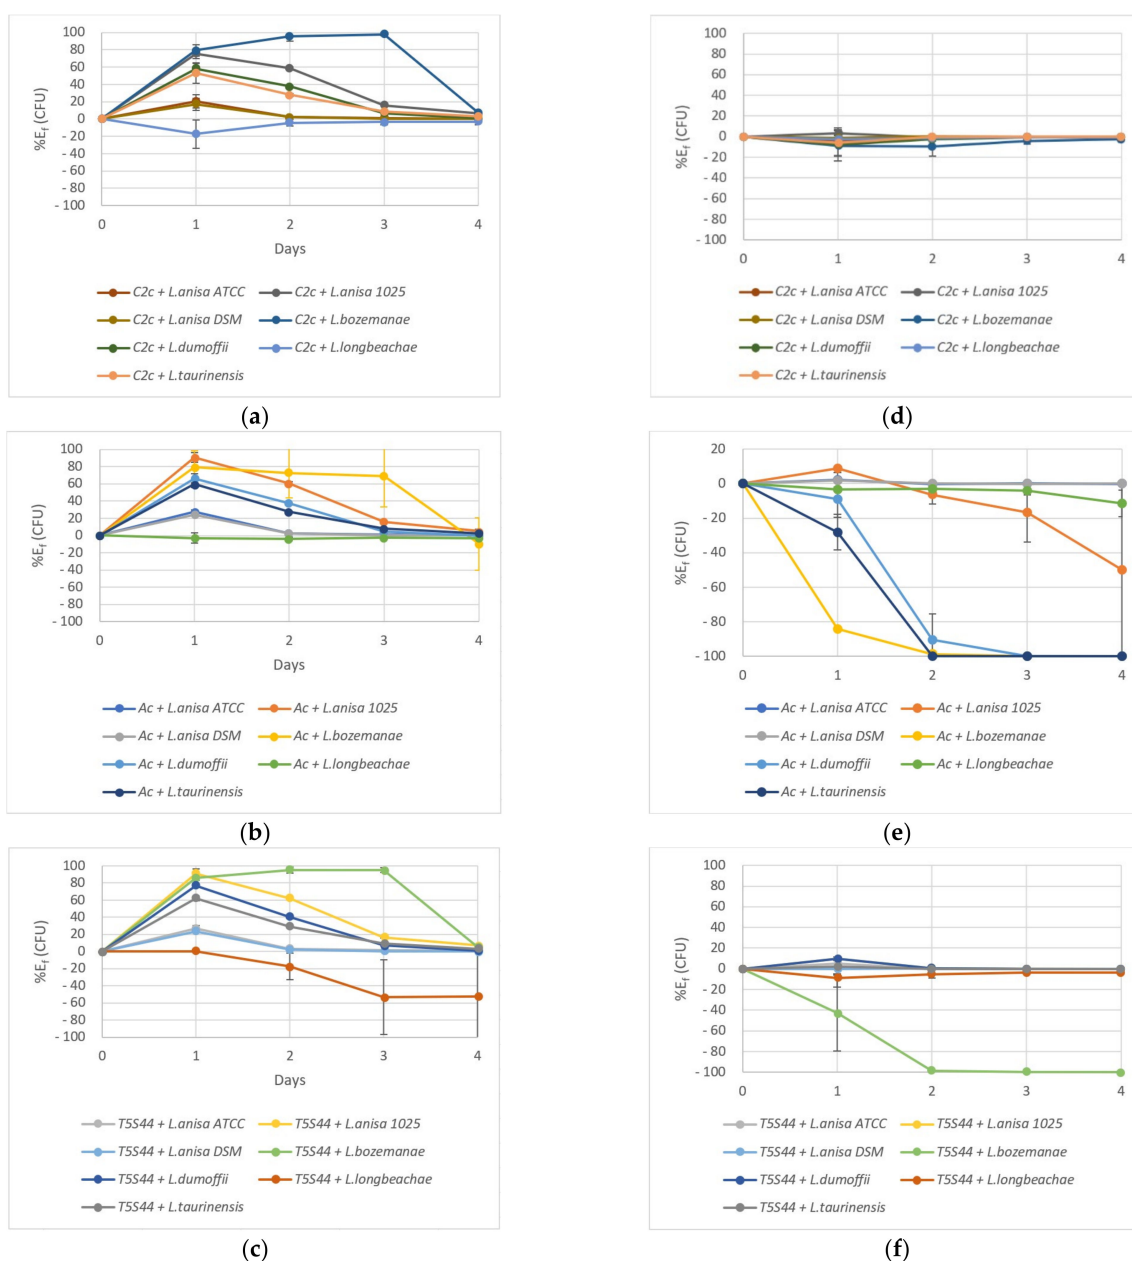 100
80
60
40
20
0
- 20
- 40
- 60
- 80
- 100
%Ef (CFU)
0 1 2 3 4
Days
C2c + L.anisa ATCC C2c + L.anisa 1025
C2c + L.anisa DSM C2c + L.bozemanae
C2c + L.dumoffii C2c + L.longbeachae
C2c + L.taurinensis
(a)
100
80
60
40
20
0
- 20
- 40
- 60
- 80
- 100
%Ef (CFU)
0 1 2 3 4
C2c + L.anisa ATCC C2c + L.anisa 1025
C2c + L.anisa DSM C2c + L.bozemanae
C2c + L.dumoffii C2c + L.longbeachae
C2c + L.taurinensis
(d)
100
80
60
40
20
0
- 20
- 40
- 60
- 80
- 100
%Ef (CFU)
0 1 2 3 4
Days
Ac + L.anisa ATCC Ac + L.anisa 1025
Ac + L.anisa DSM Ac + L.bozemanae
Ac + L.dumoffii Ac + L.longbeachae
Ac + L.taurinensis
(b)
20
0
- 20
- 40
- 60
- 80
- 100
%Ef (CFU)
0 1 2 3 4
Ac + L.anisa ATCC Ac + L.anisa 1025
Ac + L.anisa DSM Ac + L.bozemanae
Ac + L.dumoffii Ac + L.longbeachae
Ac + L.taurinensis
(e)
100
80
60
40
20
0
- 20
- 40
- 60
- 80
- 100
%Ef (CFU)
0 1 2 3 4
Days
T5S44 + L.anisa ATCC T5S44 + L.anisa 1025
T5S44 + L.anisa DSM T5S44 + L.bozemanae
T5S44 + L.dumoffii T5S44 + L.longbeachae
T5S44 + L.taurinensis
(c)
100
80
60
40
20
0
- 20
- 40
- 60
- 80
- 100
%Ef (CFU)
0 1 2 3 4
T5S44 + L.anisa ATCC T5S44 + L.anisa 1025
T5S44 + L.anisa DSM T5S44 + L.bozemanae
T5S44 + L.dumoffii T5S44 + L.longbeachae
T5S44 + L.taurinensis
(f)